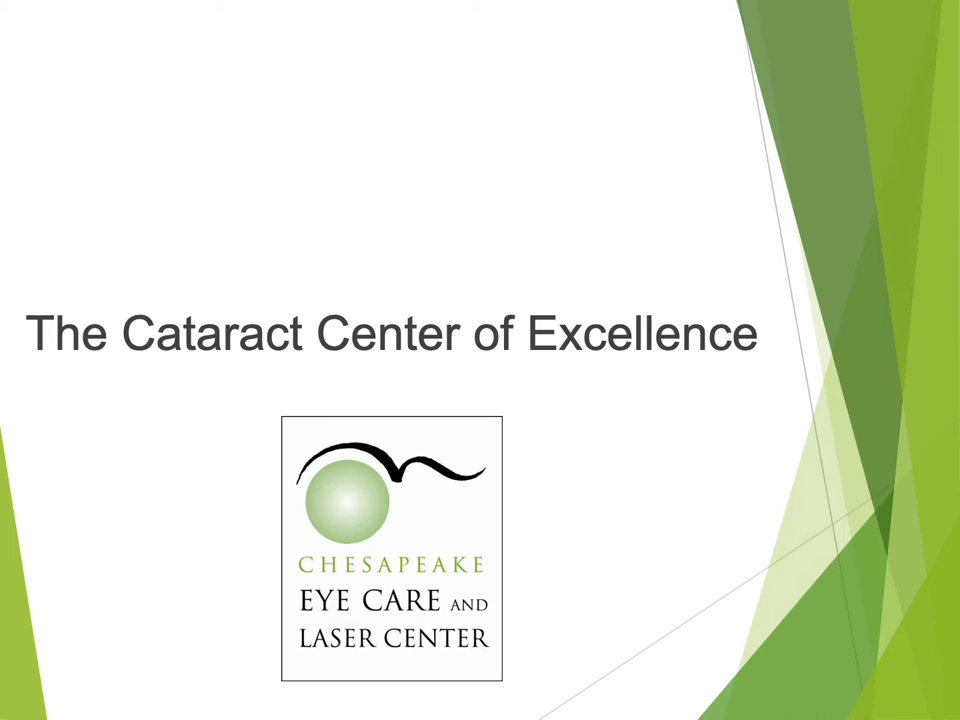 The Cataract Center of Excellence
CHESAPEAKE
EYE CARE AND
LASER CENTER